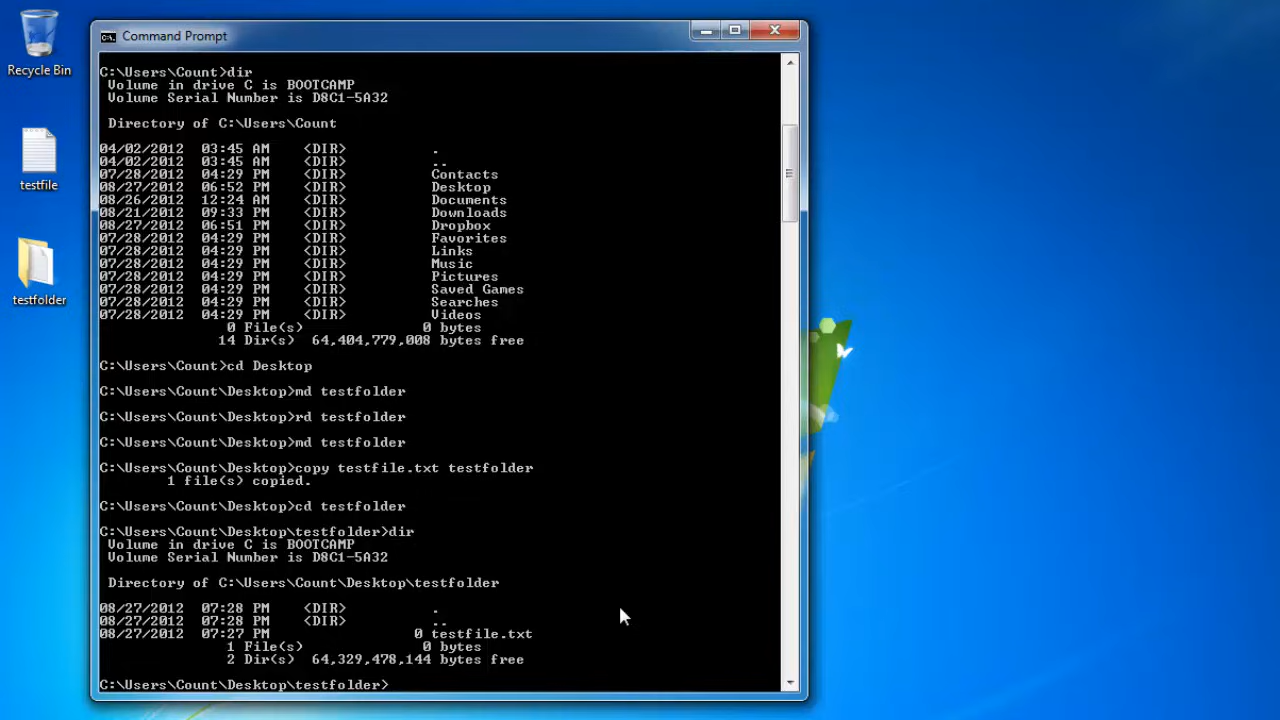 Recycle Bin
testfile
testfolder
Command Prompt
C:\Users\Count>dir
 Volume in drive C is BOOTCAMP
 Volume Serial Number is D8C1-5A32
 Directory of C:\Users\Count
04/02/2012  03:45 AM    <DIR>          .
04/02/2012  03:45 AM    <DIR>          ..
07/28/2012  04:29 PM    <DIR>          Contacts
08/27/2012  06:52 PM    <DIR>          Desktop
08/26/2012  12:24 AM    <DIR>          Documents
08/21/2012  09:33 PM    <DIR>          Downloads
08/27/2012  06:51 PM    <DIR>          Dropbox
07/28/2012  04:29 PM    <DIR>          Favorites
07/28/2012  04:29 PM    <DIR>          Links
07/28/2012  04:29 PM    <DIR>          Music
07/28/2012  04:29 PM    <DIR>          Pictures
07/28/2012  04:29 PM    <DIR>          Saved Games
07/28/2012  04:29 PM    <DIR>          Searches
07/28/2012  04:29 PM    <DIR>          Videos
               0 File(s)              0 bytes
              14 Dir(s)  64,404,779,008 bytes free
C:\Users\Count>cd Desktop
C:\Users\Count\Desktop>md testfolder
C:\Users\Count\Desktop>rd testfolder
C:\Users\Count\Desktop>md testfolder
C:\Users\Count\Desktop>copy testfile.txt testfolder
        1 file(s) copied.
C:\Users\Count\Desktop>cd testfolder
C:\Users\Count\Desktop\testfolder>dir
 Volume in drive C is BOOTCAMP
 Volume Serial Number is D8C1-5A32
 Directory of C:\Users\Count\Desktop\testfolder
08/27/2012  07:28 PM    <DIR>          .
08/27/2012  07:28 PM    <DIR>          ..
08/27/2012  07:27 PM                 0 testfile.txt
               1 File(s)              0 bytes
               2 Dir(s)  64,329,478,144 bytes free
C:\Users\Count\Desktop\testfolder>